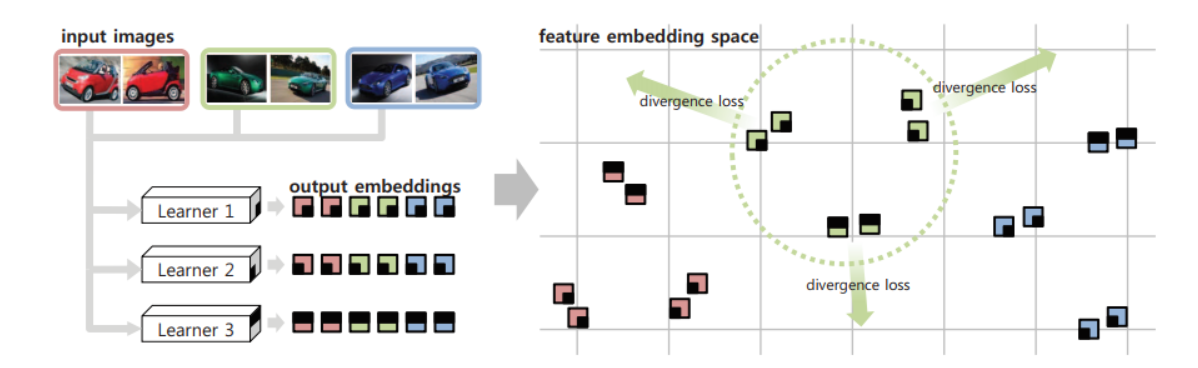 input images
Learner 1
Learner 2
Learner 3
output embeddings
feature embedding space
divergence loss
divergence loss
divergence loss